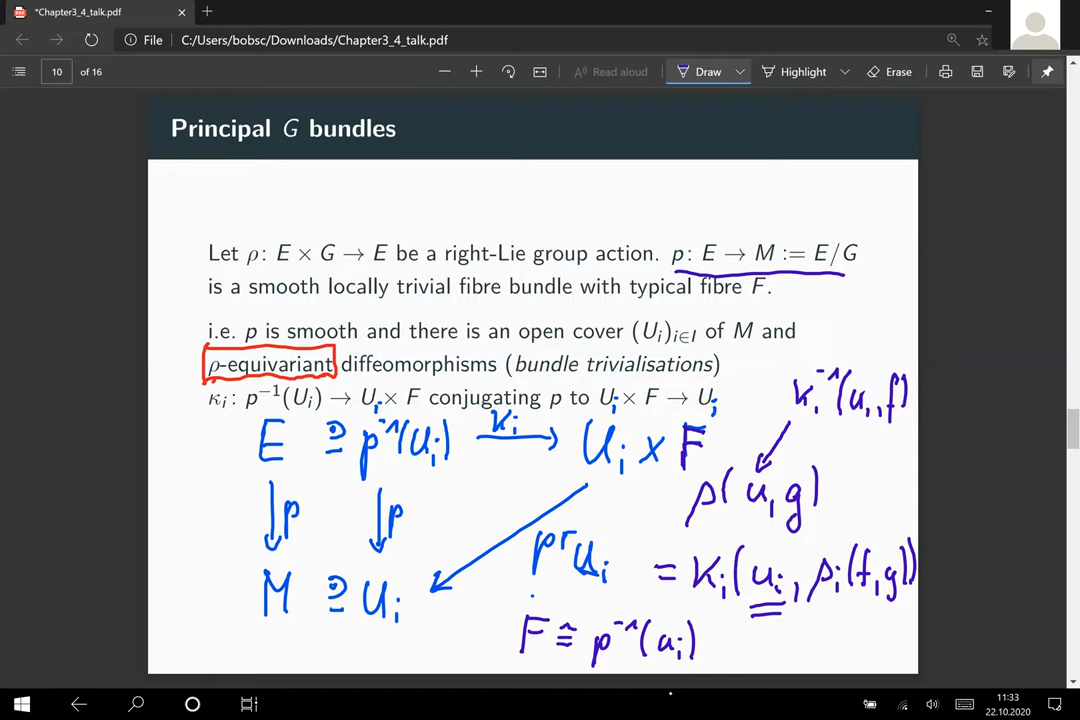 *Chapter3_4_talk.pdf
File C:/Users/bobsc/Downloads/Chapter3_4_talk.pdf
10 of 16 Read aloud Draw Highlight Erase
Principal G bundles
Let ρ: E × G → E be a right-Lie group action. p: E → M := E/G
is a smooth locally trivial fibre bundle with typical fibre F.
i.e. p is smooth and there is an open cover (U_i)_{i∈I} of M and
ρ-equivariant diffeomorphisms (bundle trivialisations)
κ_i: p⁻¹(U_i) → U_i × F conjugating p to U_i × F → U_i
κ_i⁻¹(u, f)
E ⊇ p⁻¹(U_i) κ_i → U_i × F
ρ(u, g)
↓p ↓p
pr U_i
= κ_i(u_i, ρ_i(f, g))
M ⊇ U_i
F ≅ p⁻¹(u_i)
11:33
22.10.2020